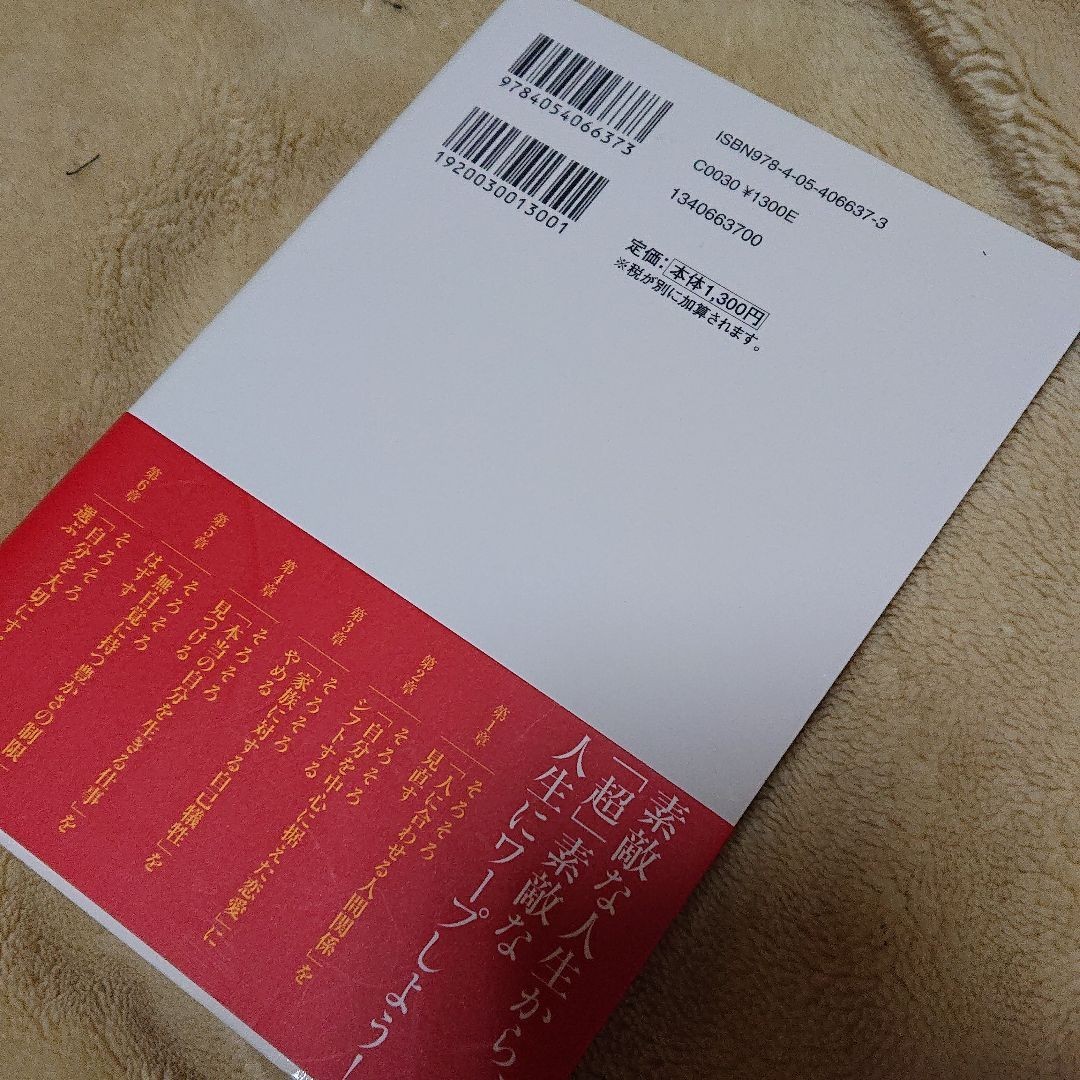 9784054066373
1920030013001
ISBN978-4-05-406637-3
C0030 ¥1300E
1340663700
定価：本体1,300円
※税が別に加算されます。
素敵な人生から、
「超」素敵な
人生にワープしよう！
第1章
そろそろ
「人に合わせる人間関係」を
見直す
第2章
そろそろ
「自分を中心に据えた恋愛」に
シフトする
第3章
そろそろ
「家族に対する自己犠牲」を
やめる
第4章
そろそろ
「本当の自分を生きる仕事」を
見つける
第5章
そろそろ
「無自覚に持つ豊かさの制限」
はずす
第6章
そろそろ
「自分を大切にす
選ぶ